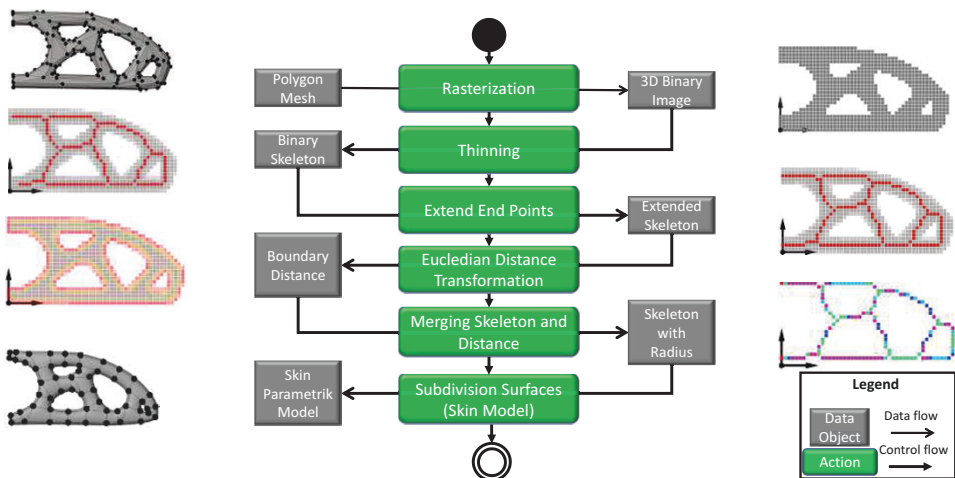 Polygon
Mesh
Rasterization
3D Binary
Image
Binary
Skeleton
Thinning
Extend End Points
Extended
Skeleton
Boundary
Distance
Eucledian Distance
Transformation
Merging Skeleton and
Distance
Skeleton
with
Radius
Skin
Parametrik
Model
Subdivision Surfaces
(Skin Model)
Legend
Data
Object
Data flow
Action
Control flow